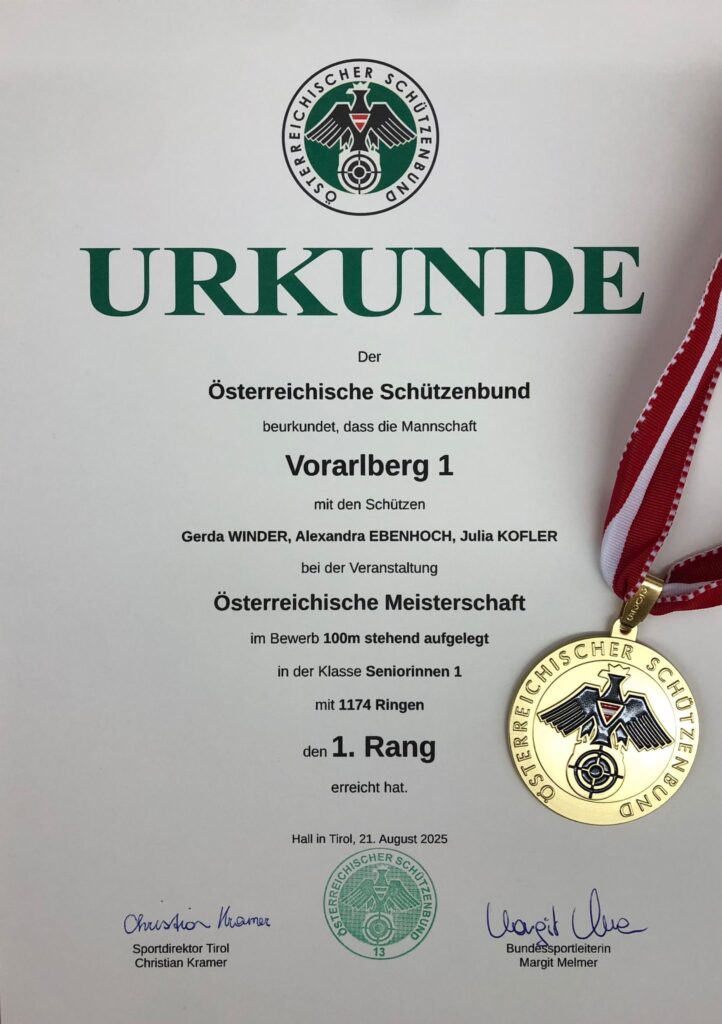 ÖSTERREICHISCHER SCHÜTZENBUND
URKUNDE
Der
Österreichische Schützenbund
beurkundet, dass die Mannschaft
Vorarlberg 1
mit den Schützen
Gerda WINDER, Alexandra EBENHOCH, Julia KOFLER
bei der Veranstaltung
Österreichische Meisterschaft
im Bewerb 100m stehend aufgelegt
in der Klasse Seniorinnen 1
mit 1174 Ringen
den 1. Rang
erreicht hat.
ÖSTERREICHISCHER SCHÜTZENBUND
Hall in Tirol, 21. August 2025
ÖSTERREICHISCHER SCHÜTZENBUND
13
Christian Kramer
Sportdirektor Tirol
Christian Kramer
Margit
Bundessportleiterin
Margit Melmer